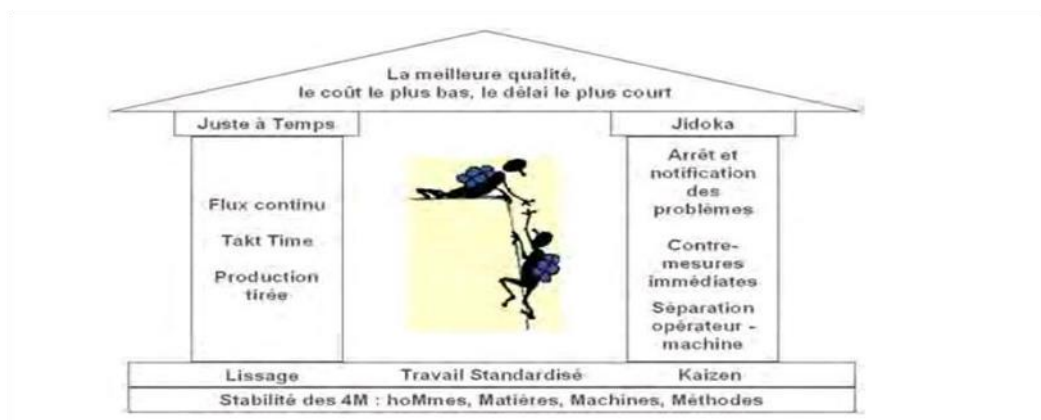 La meilleure qualité,
le coût le plus bas, le délai le plus court
Juste à Temps
Flux continu
Takt Time
Production
tirée
Jidoka
Arrêt et
notification
des
problèmes
Contre-
mesures
immédiates
Séparation
opérateur -
machine
Lissage Travail Standardisé Kaizen
Stabilité des 4M : hoMmes, Matières, Machines, Méthodes